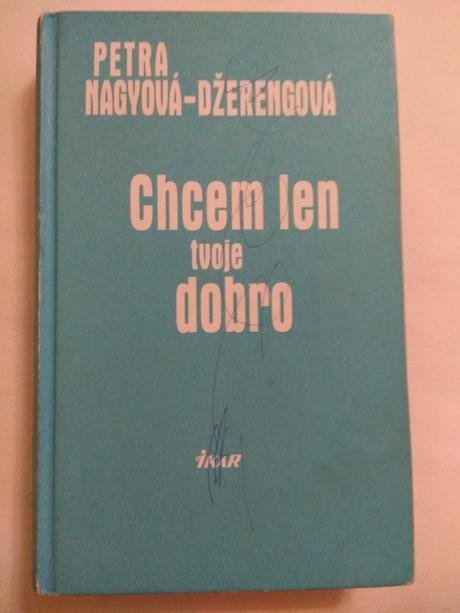 PETRA
NAGYOVÁ-DŽERENGOVÁ
Chcem len
tvoje
dobro
IKAR